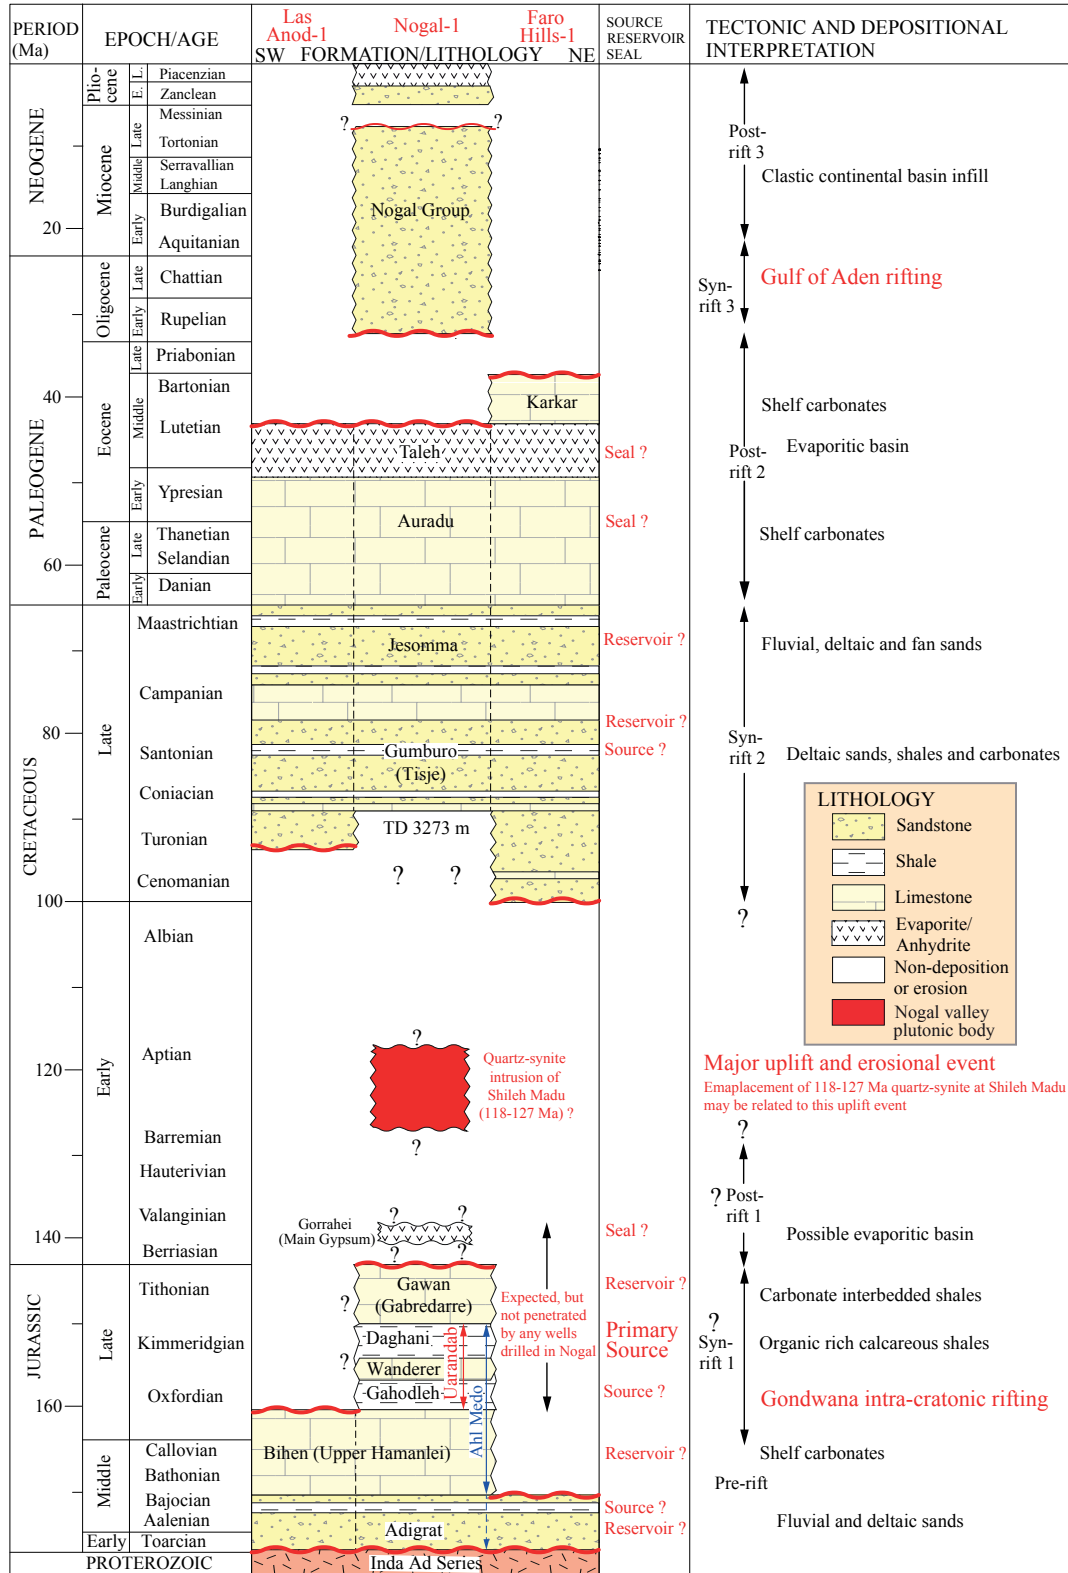 PERIOD
(Ma)
EPOCH/AGE
Las
Anod-1
Nogal-1
Faro
Hills-1
SW FORMATION/LITHOLOGY NE
SOURCE
RESERVOIR
SEAL
TECTONIC AND DEPOSITIONAL
INTERPRETATION
NEOGENE
20
PALEOGENE
40
60
CRETACEOUS
80
100
120
140
JURASSIC
160
Plio-
cene
Miocene
Oligocene
Eocene
Paleocene
Late
Early
Late
Middle
Early
PROTEROZOIC
L.
E.
Late
Middle
Early
Late
Early
Late
Middle
Early
Late
Early
Piacenzian
Zanclean
Messinian
Tortonian
Serravallian
Langhian
Burdigalian
Aquitanian
Chattian
Rupelian
Priabonian
Bartonian
Lutetian
Ypresian
Thanetian
Selandian
Danian
Maastrichtian
Campanian
Santonian
Coniacian
Turonian
Cenomanian
Albian
Aptian
Barremian
Hauterivian
Valanginian
Berriasian
Tithonian
Kimmeridgian
Oxfordian
Callovian
Bathonian
Bajocian
Aalenian
Toarcian
? ?
Nogal Group
Karkar
Taleh
Auradu
Jesomma
Gumburo
(Tisje)
TD 3273 m
? ?
?
?
Gorrahei
(Main Gypsum)
? ?
? ?
Gawan
(Gabredarre)
?
Daghani
?
Wanderer
Gahodleh
Uarandab
Ahl Medo
Bihen (Upper Hamanlei)
Adigrat
Inda Ad Series
Expected, but
not penetrated
by any wells
drilled in Nogal
Seal ?
Seal ?
Reservoir ?
Reservoir ?
Source ?
Quartz-synite
intrusion of
Shileh Madu
(118-127 Ma) ?
Seal ?
Reservoir ?
Primary
Source
Source ?
Reservoir ?
Source ?
Reservoir ?
Post-
rift 3
Clastic continental basin infill
Syn-
rift 3
Gulf of Aden rifting
Shelf carbonates
Post-
rift 2
Evaporitic basin
Shelf carbonates
Fluvial, deltaic and fan sands
Syn-
rift 2
Deltaic sands, shales and carbonates
LITHOLOGY
Sandstone
Shale
Limestone
Evaporite/
Anhydrite
Non-deposition
or erosion
Nogal valley
plutonic body
?
Major uplift and erosional event
Emaplacement of 118-127 Ma quartz-synite at Shileh Madu
may be related to this uplift event
?
? Post-
rift 1
Possible evaporitic basin
Carbonate interbedded shales
?
Syn-
rift 1
Organic rich calcareous shales
Gondwana intra-cratonic rifting
Shelf carbonates
Pre-rift
Fluvial and deltaic sands